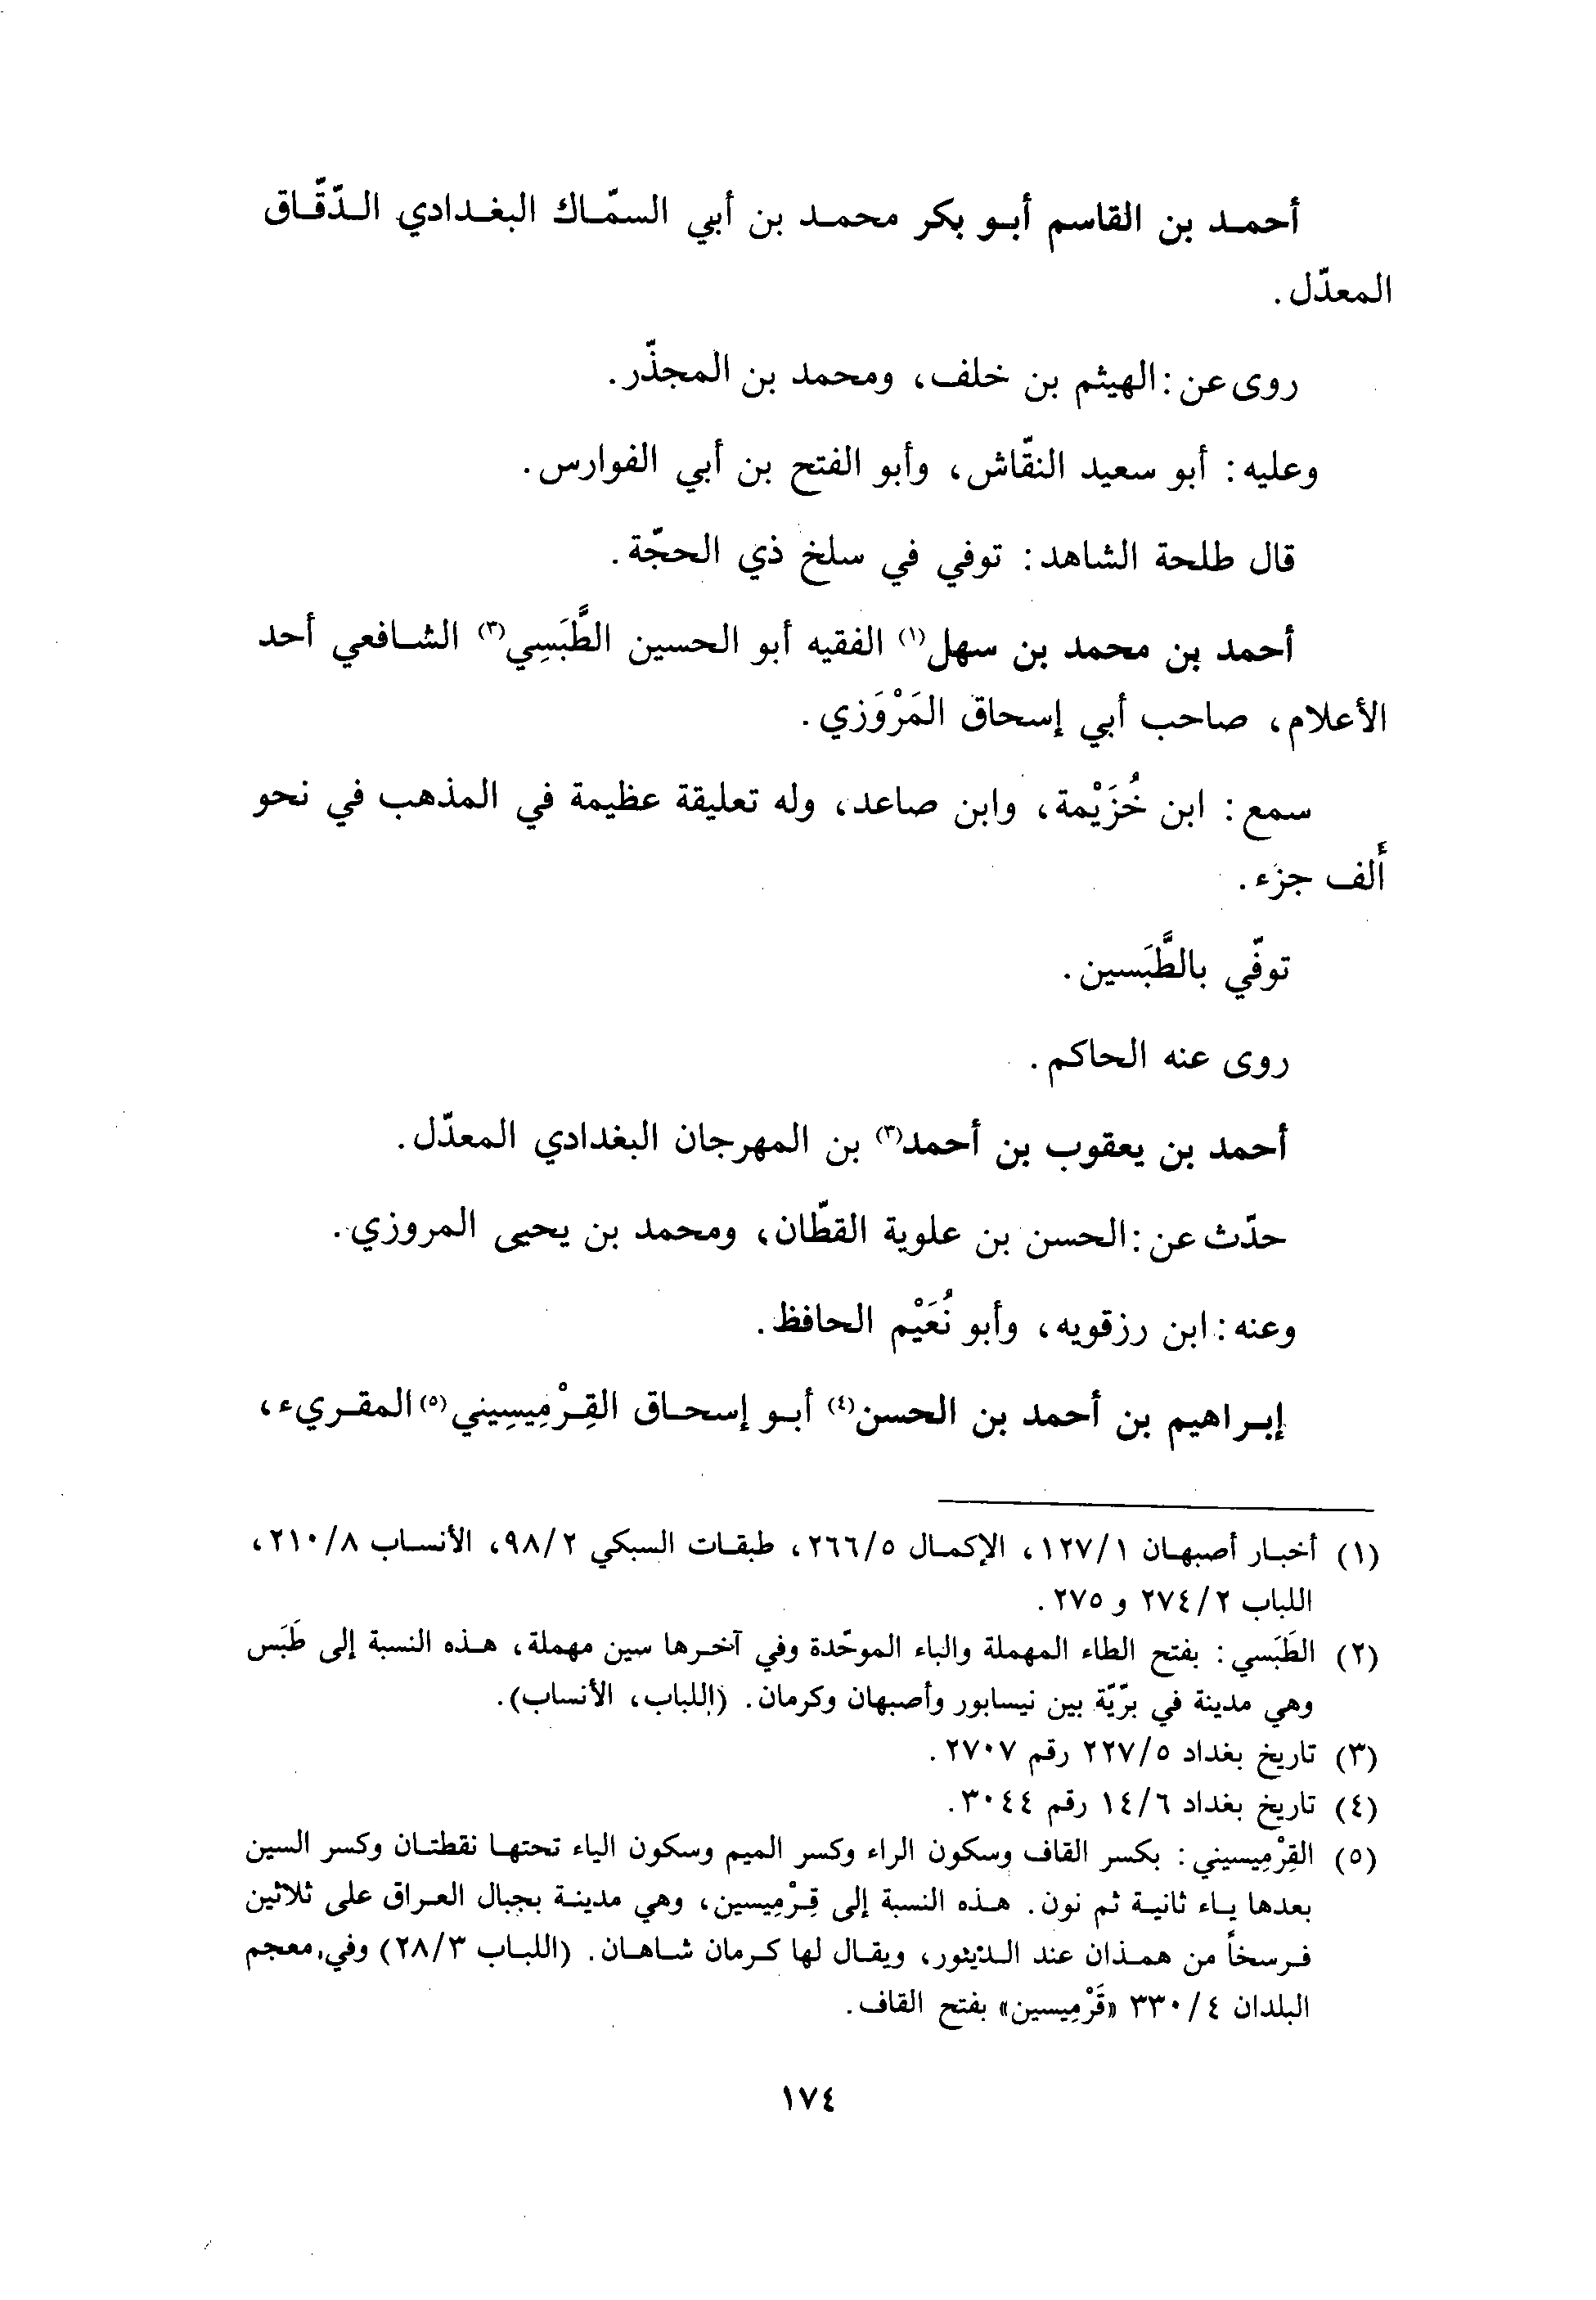 أحمد بن القاسم أبو بكر محمد بن أبي السمّاك البغدادي الدّقّاق
المعدّل.
روى عن: الهيثم بن خلف، ومحمد بن المجذّر.
وعليه: أبو سعيد النقّاش، وأبو الفتح بن أبي الفوارس.
قال طلحة الشاهد: توفي في سلخ ذي الحجّة.
أحمد بن محمد بن سهل(١) الفقيه أبو الحسين الطَّبَسِي(٣) الشافعي أحد
الأعلام، صاحب أبي إسحاق المَرْوَزي.
سمع: ابن خُزَيْمة، وابن صاعد، وله تعليقة عظيمة في المذهب في نحو
ألف جزء.
توفّي بالطَّبَسين.
روى عنه الحاكم.
أحمد بن يعقوب بن أحمد(٣) بن المهرجان البغدادي المعدّل.
حدّث عن: الحسن بن علوية القطّان، ومحمد بن يحيى المروزي.
وعنه: ابن رزقويه، وأبو نُعَيْم الحافظ.
إبراهيم بن أحمد بن الحسن(٤) أبو إسحاق القِرْمِيسِيني(٥) المقريء،
(١) أخبار أصبهان ١٢٧/١، الإكمال ٢٦٦/٥، طبقات السبكي ٩٨/٢، الأنساب ٢١٠/٨،
اللباب ٢٧٤/٢ و ٢٧٥.
(٢) الطَبَسي: بفتح الطاء المهملة والباء الموحّدة وفي آخرها سين مهملة، هذه النسبة إلى طَبَس
وهي مدينة في برّيّة بين نيسابور وأصبهان وكرمان. (اللباب، الأنساب).
(٣) تاريخ بغداد ٢٢٧/٥ رقم ٢٧٠٧.
(٤) تاريخ بغداد ١٤/٦ رقم ٣٠٤٤.
(٥) القِرْمِيسيني: بكسر القاف وسكون الراء وكسر الميم وسكون الياء تحتها نقطتان وكسر السين
بعدها ياء ثانية ثم نون. هذه النسبة إلى قِرْمِيسين، وهي مدينة بجبال العراق على ثلاثين
فرسخاً من همذان عند الدينور، ويقال لها كرمان شاهان. (اللباب ٢٨/٣) وفي معجم
البلدان ٣٣٠/٤ «قَرْمِيسين» بفتح القاف.
١٧٤